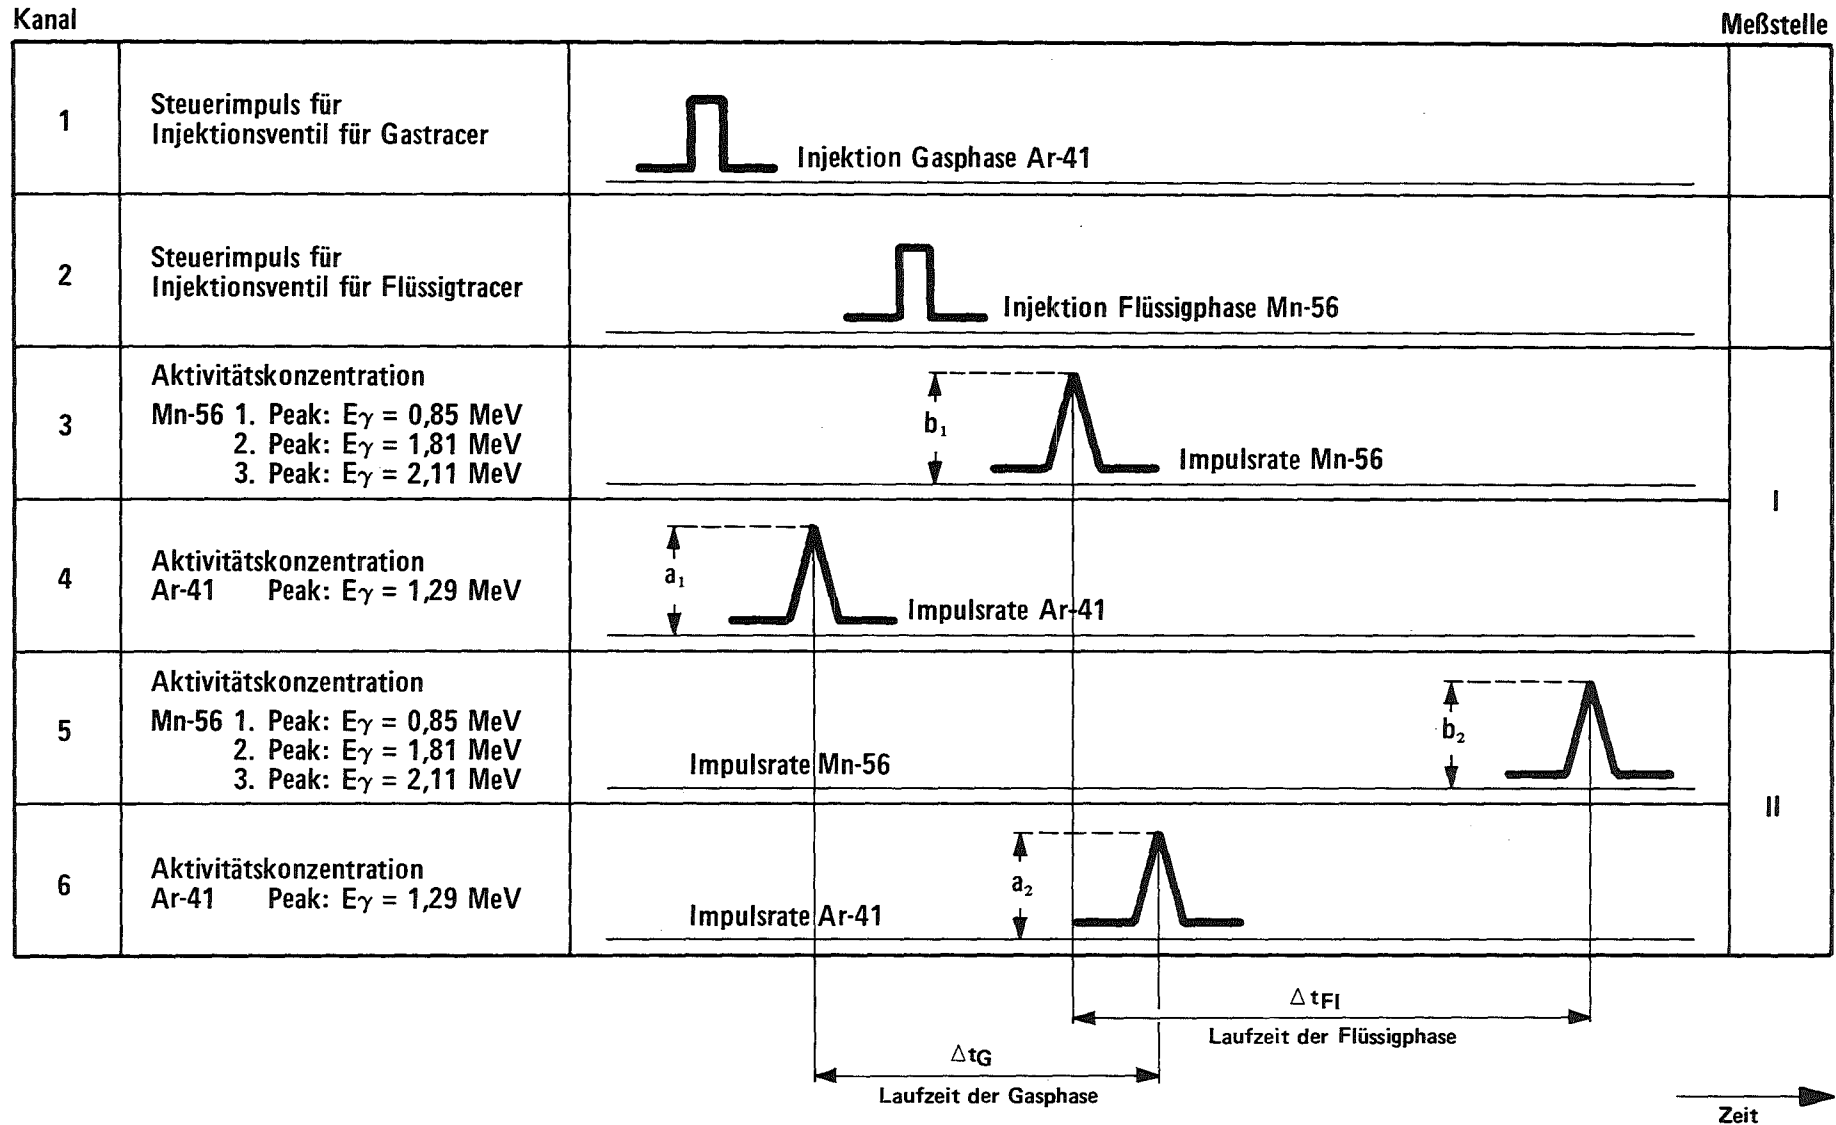 Kanal
Meßstelle
1
Steuerimpuls für
Injektionsventil für Gastracer
Injektion Gasphase Ar-41
2
Steuerimpuls für
Injektionsventil für Flüssigtracer
Injektion Flüssigphase Mn-56
3
Aktivitätskonzentration
Mn-56 1. Peak: Eγ = 0,85 MeV
2. Peak: Eγ = 1,81 MeV
3. Peak: Eγ = 2,11 MeV
b₁
Impulsrate Mn-56
I
4
Aktivitätskonzentration
Ar-41 Peak: Eγ = 1,29 MeV
a₁
Impulsrate Ar-41
5
Aktivitätskonzentration
Mn-56 1. Peak: Eγ = 0,85 MeV
2. Peak: Eγ = 1,81 MeV
3. Peak: Eγ = 2,11 MeV
Impulsrate Mn-56
b₂
II
6
Aktivitätskonzentration
Ar-41 Peak: Eγ = 1,29 MeV
Impulsrate Ar-41
a₂
Δ tFl
Laufzeit der Flüssigphase
ΔtG
Laufzeit der Gasphase
Zeit